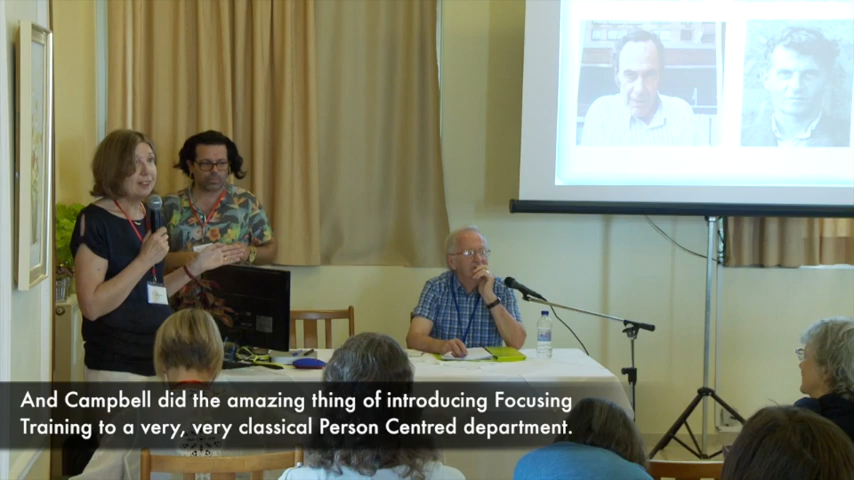 And Campbell did the amazing thing of introducing Focusing
Training to a very, very classical Person Centred department.